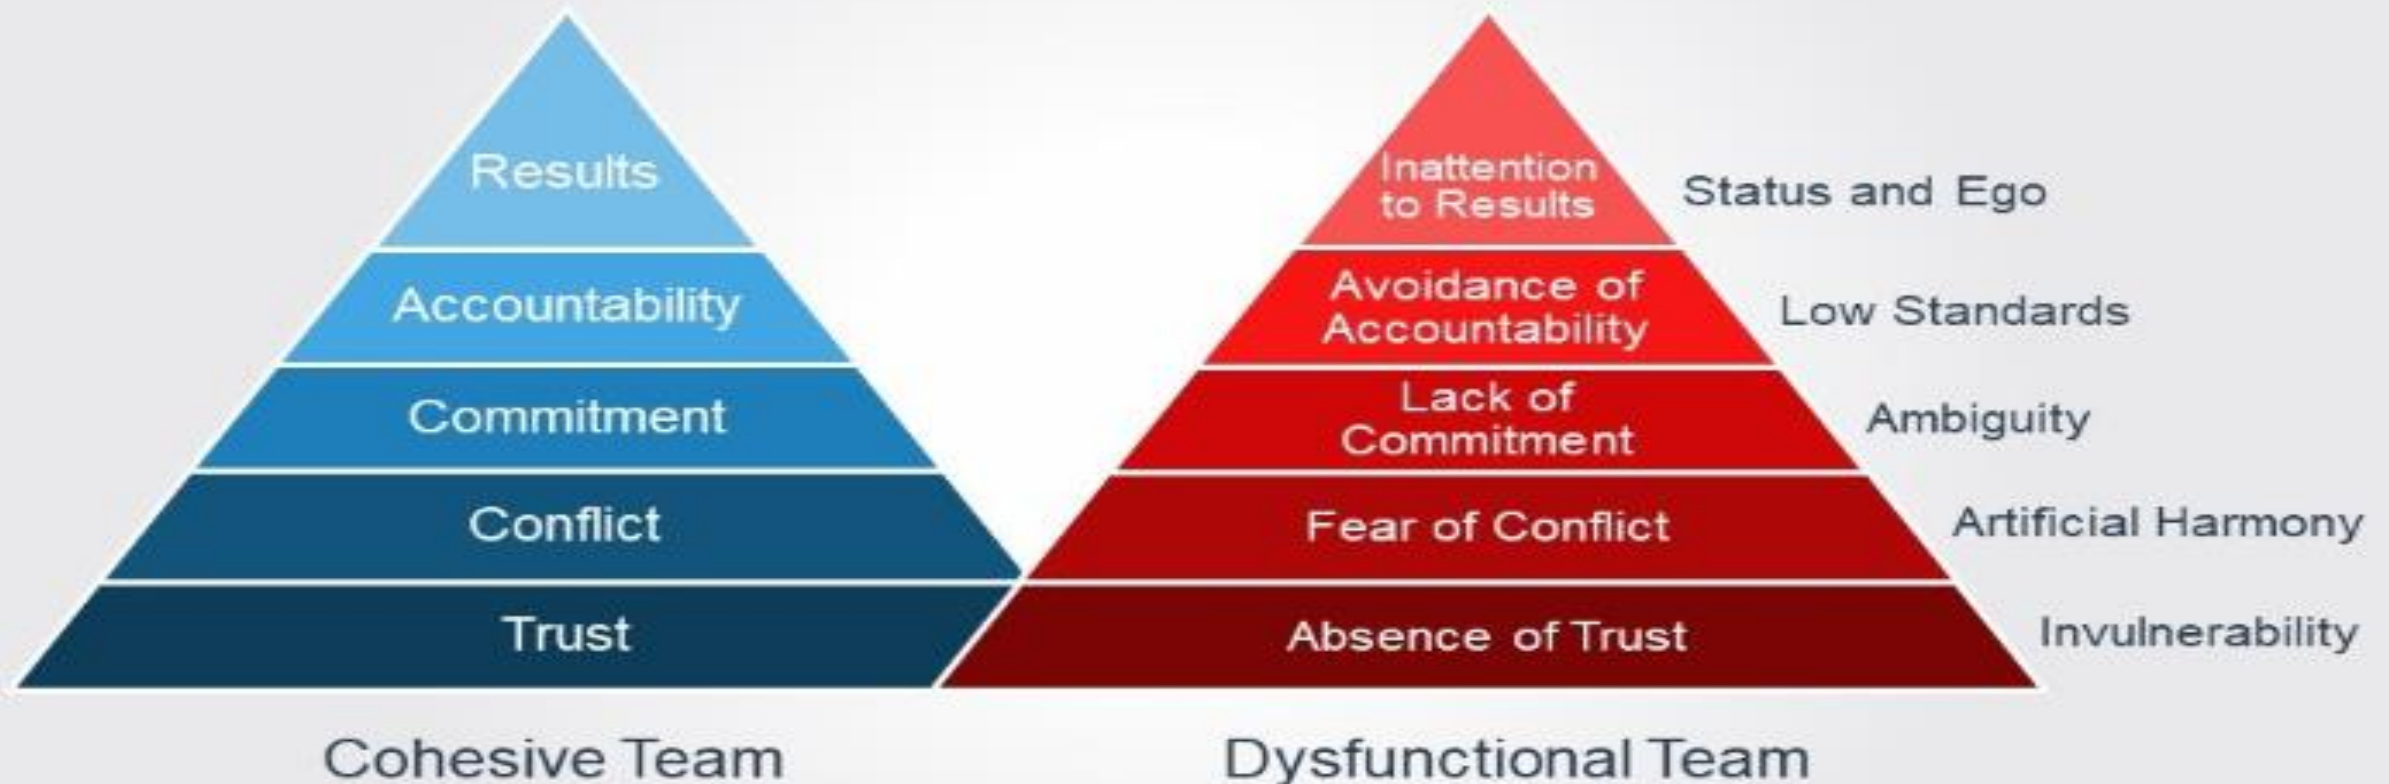 Results
Accountability
Commitment
Conflict
Trust
Cohesive Team
Inattention
to Results
Status and Ego
Avoidance of
Accountability
Low Standards
Lack of
Commitment
Ambiguity
Fear of Conflict
Artificial Harmony
Absence of Trust
Invulnerability
Dysfunctional Team